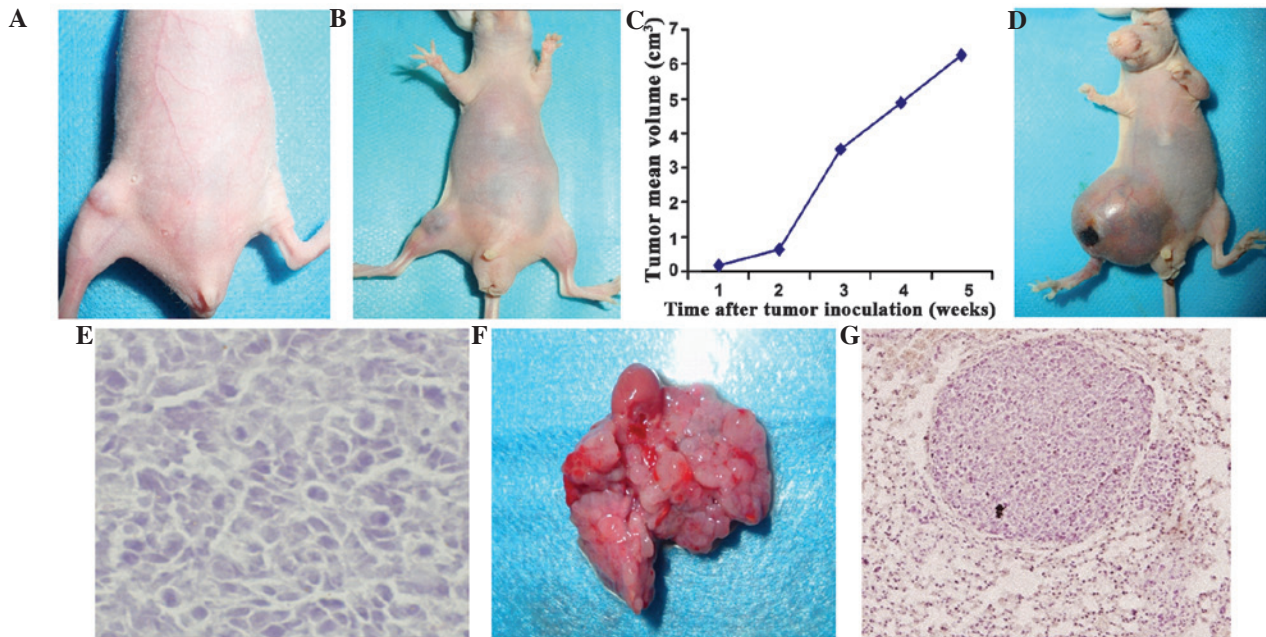 A
B
C
D
Tumor mean volume (cm³)
7
6
5
4
3
2
1
0
1 2 3 4 5
Time after tumor inoculation (weeks)
E
F
G